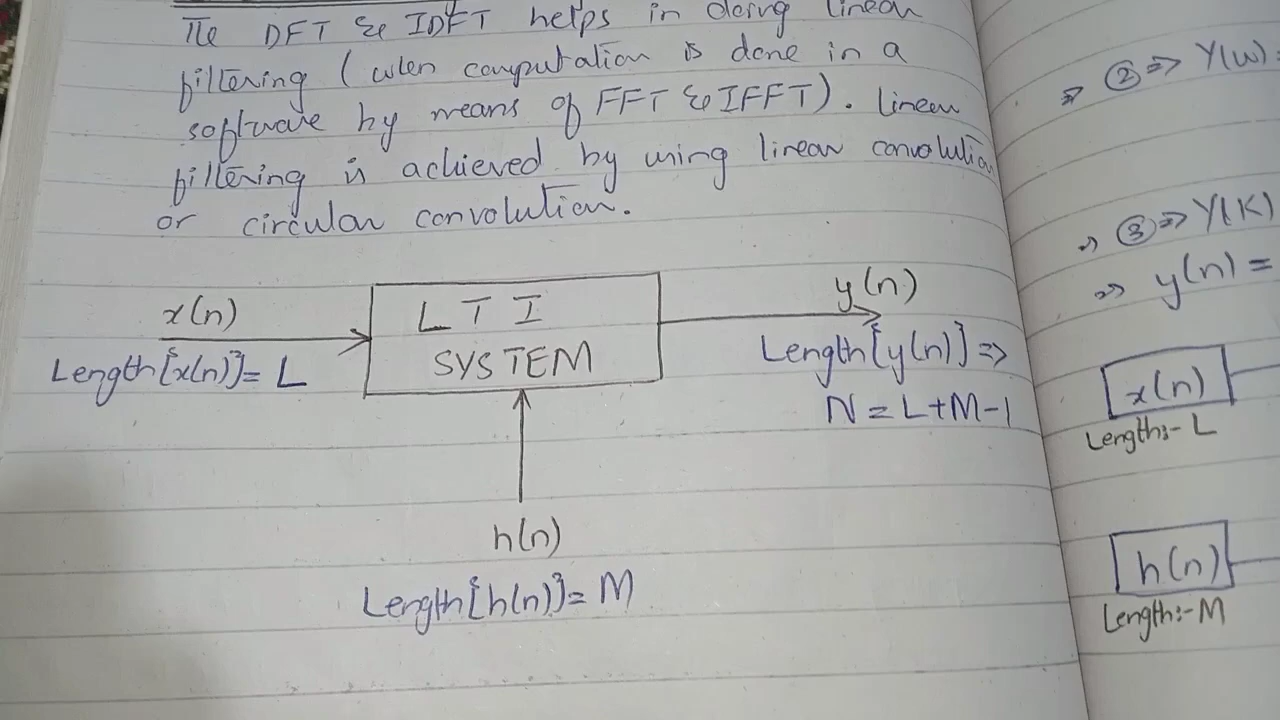 The DFT & IDFT helps in doing linear
filtering (when computation is done in a
software by means of FFT & IFFT). linear
filtering is achieved by using linear convolution
or circular convolution.
x(n)
Length[x(n)]= L
L T I
SYSTEM
y(n)
Length[y(n)] ⇒
N = L+M-1
h(n)
Length[h(n)]= M
⇒ ② ⇒ Y(w) =
⇒ ③ ⇒ Y(K)
⇒ y(n) =
x(n)
Length:- L
h(n)
Length:- M